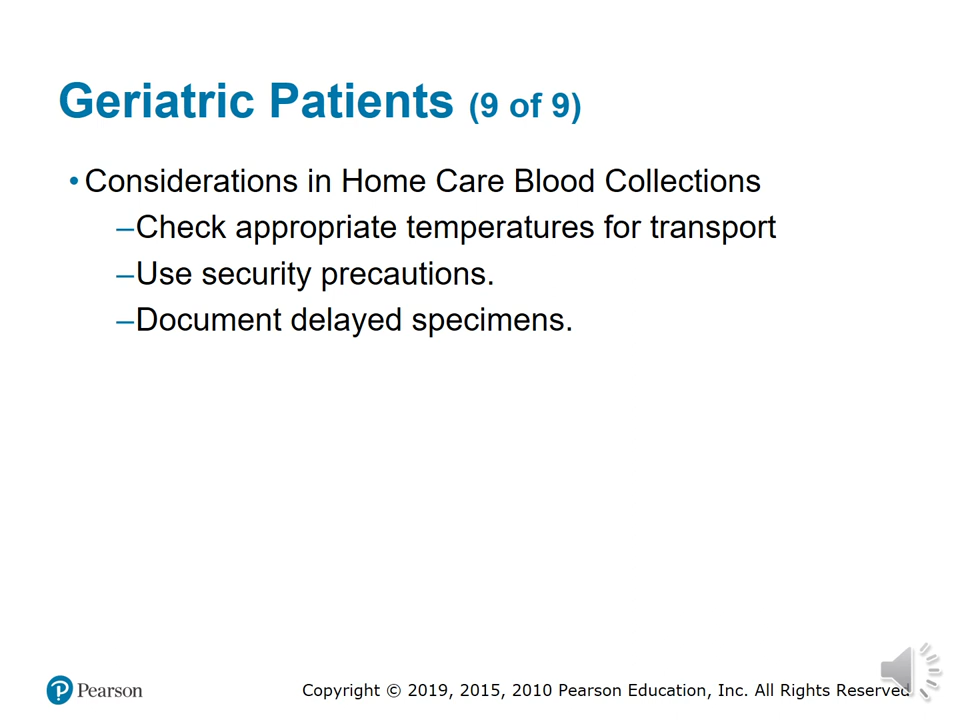 Geriatric Patients (9 of 9)
• Considerations in Home Care Blood Collections
–Check appropriate temperatures for transport
–Use security precautions.
–Document delayed specimens.
Pearson
Copyright © 2019, 2015, 2010 Pearson Education, Inc. All Rights Reserved